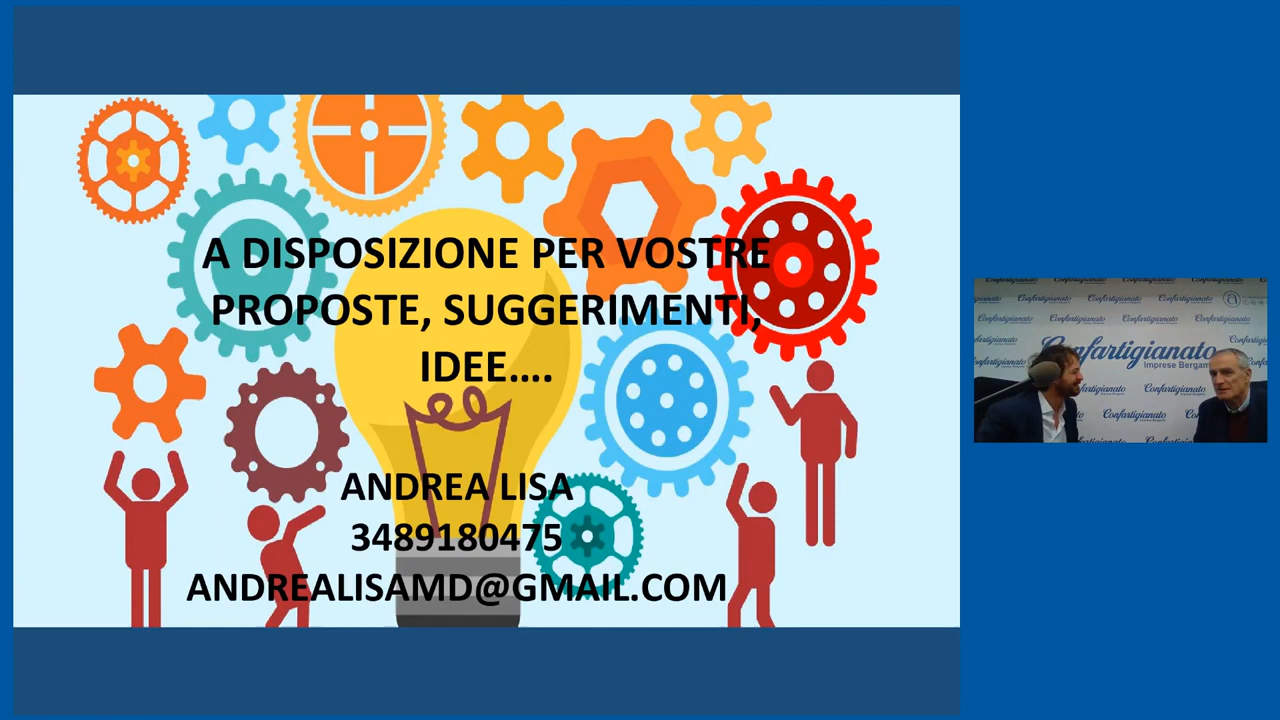 A DISPOSIZIONE PER VOSTRE
PROPOSTE, SUGGERIMENTI,
IDEE....
ANDREA LISA
3489180475
ANDREALISAMD@GMAIL.COM
Confartigianato
Imprese Bergamo